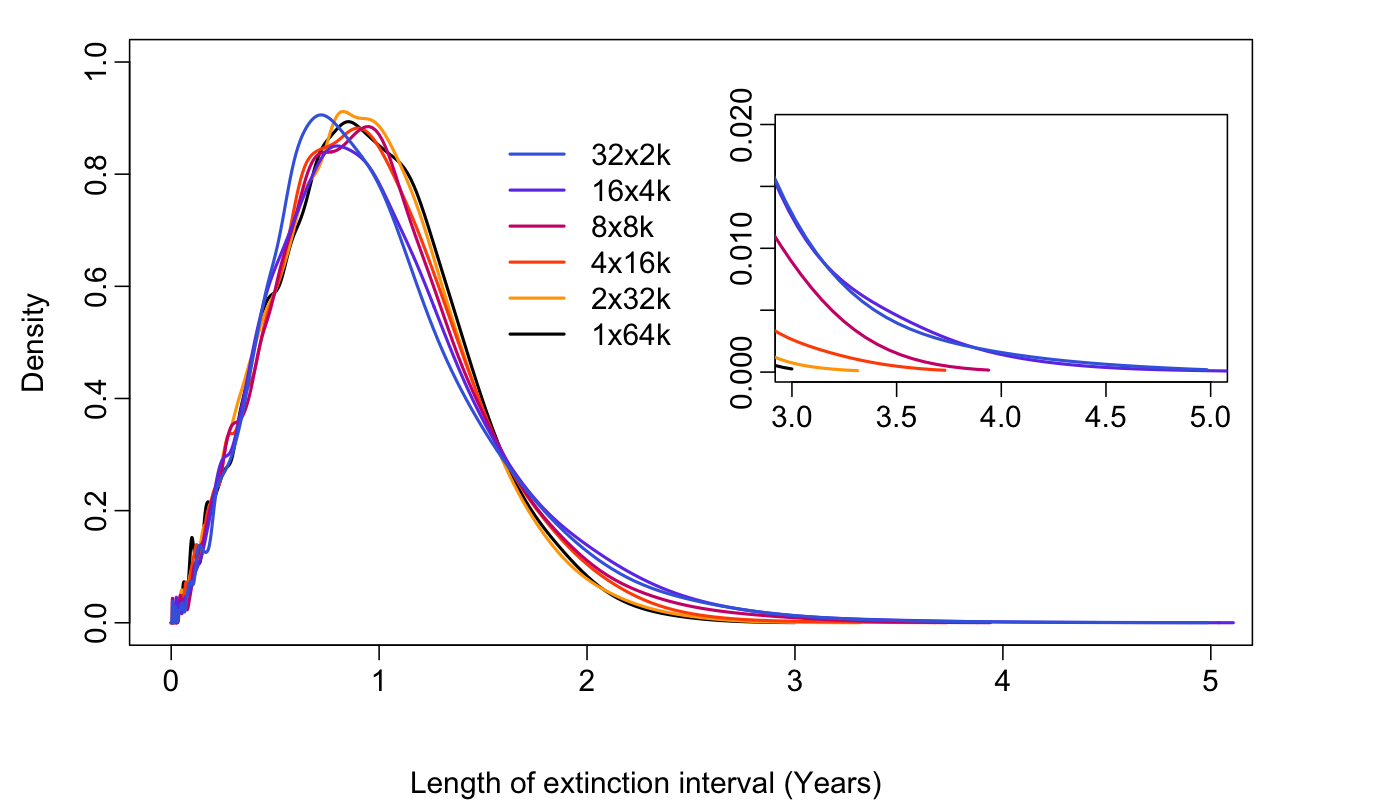 Density
1.0
0.8
0.6
0.4
0.2
0.0
0 1 2 3 4 5
Length of extinction interval (Years)
32x2k
16x4k
8x8k
4x16k
2x32k
1x64k
0.020
0.010
0.000
3.0 3.5 4.0 4.5 5.0